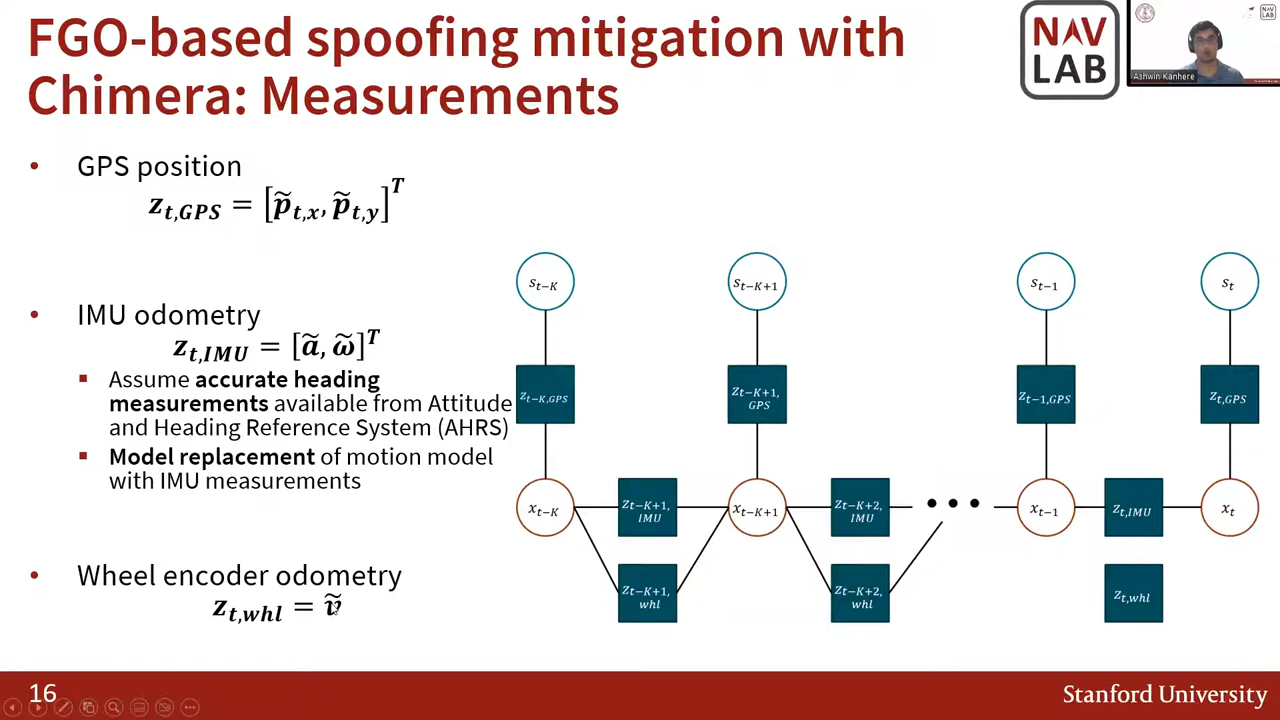 FGO-based spoofing mitigation with
Chimera: Measurements
NAV
LAB
Ashwin Kanhere
• GPS position
z_{t,GPS} = [p̃_{t,x}, p̃_{t,y}]^T
• IMU odometry
z_{t,IMU} = [ã, ω̃]^T
▪ Assume accurate heading
measurements available from Attitude
and Heading Reference System (AHRS)
▪ Model replacement of motion model
with IMU measurements
• Wheel encoder odometry
z_{t,whl} = ṽ
s_{t-K} s_{t-K+1} s_{t-1} s_t
z_{t-K,GPS} z_{t-K+1, GPS} z_{t-1,GPS} z_{t,GPS}
x_{t-K} z_{t-K+1, IMU} x_{t-K+1} z_{t-K+2, IMU} ••• x_{t-1} z_{t,IMU} x_t
z_{t-K+1, whl} z_{t-K+2, whl} z_{t,whl}
16
Stanford University